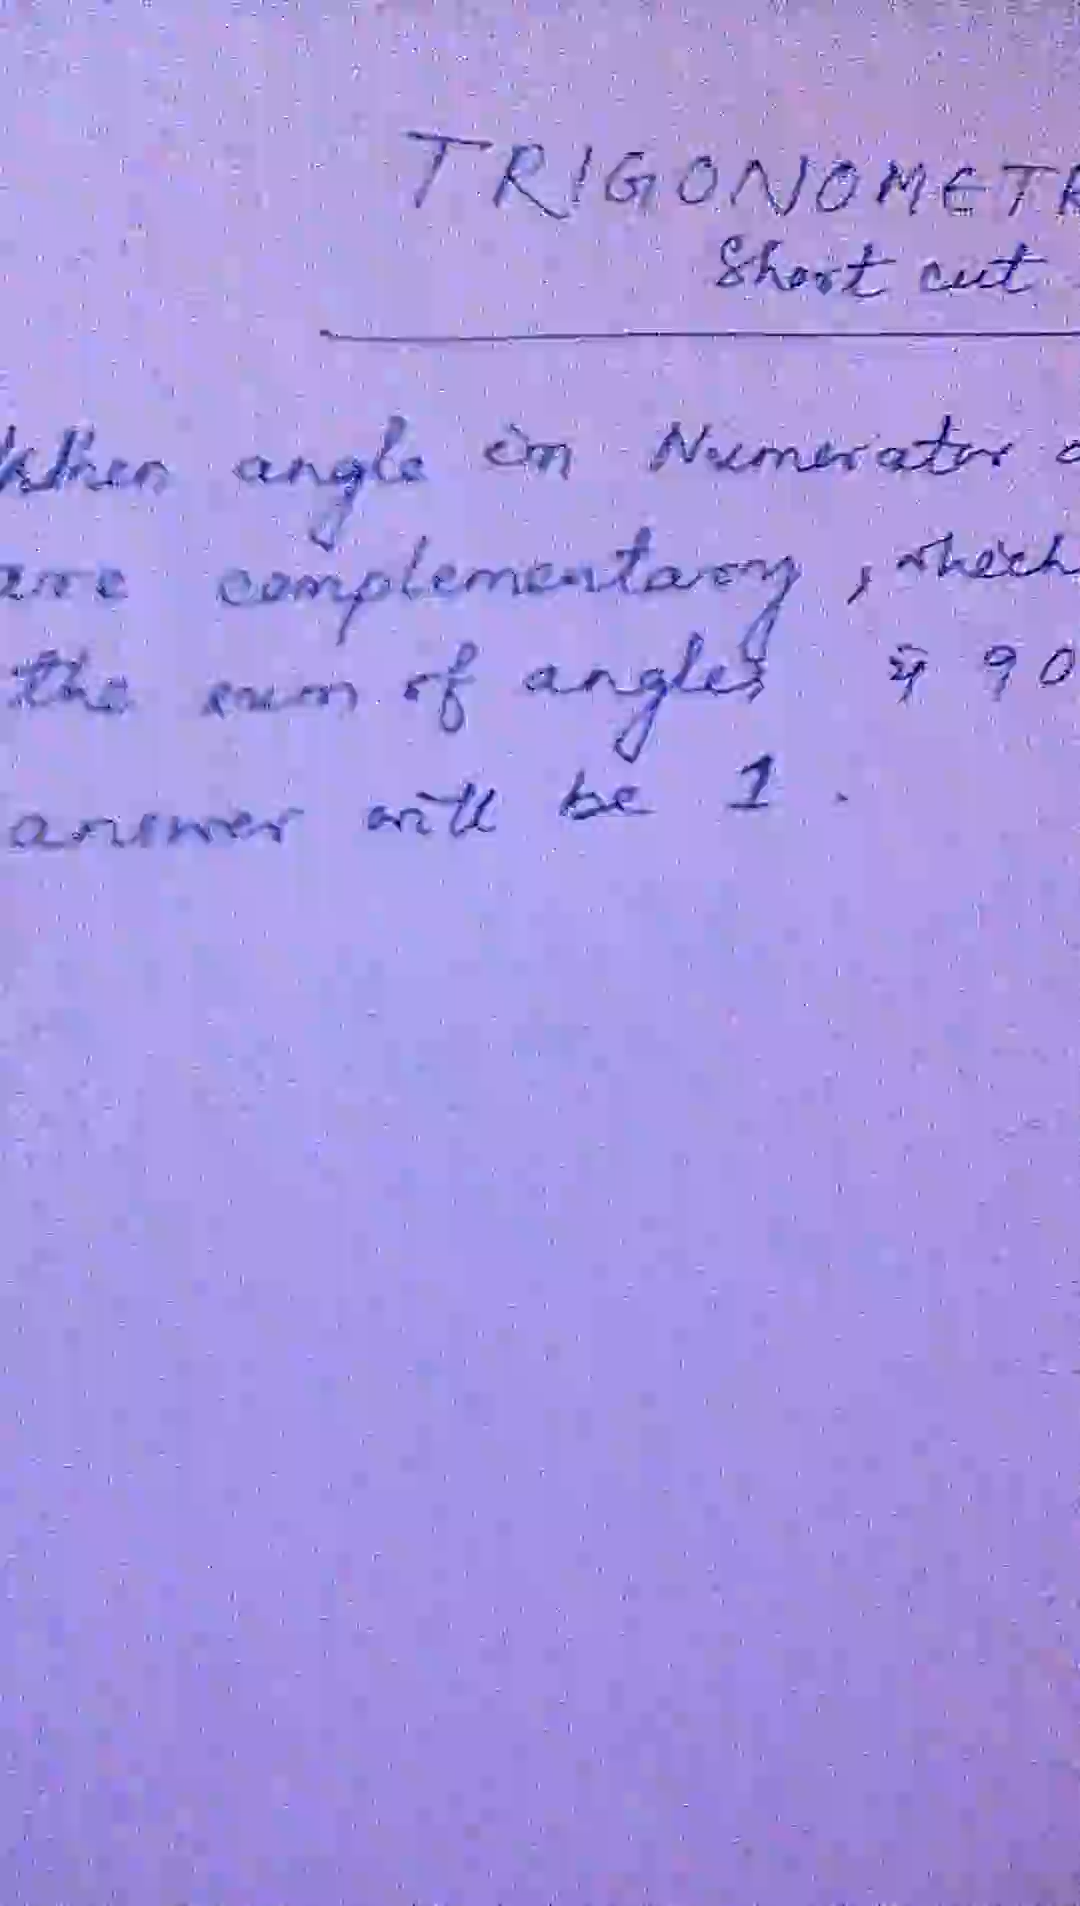 TRIGONOMETR
Short cut
When angle in Numerator
are complementary, which
the sum of angles is 90
answer will be 1.